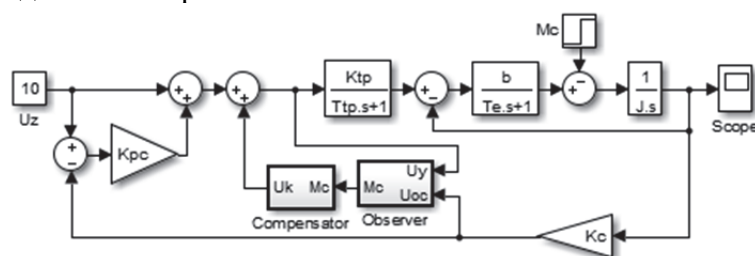 Mc
10
Uz
Ktp
Ttp.s+1
b
Te.s+1
1
J.s
Scope
Kpc
Uk Mc
Compensator
Mc Uy
Uoc
Observer
Kc